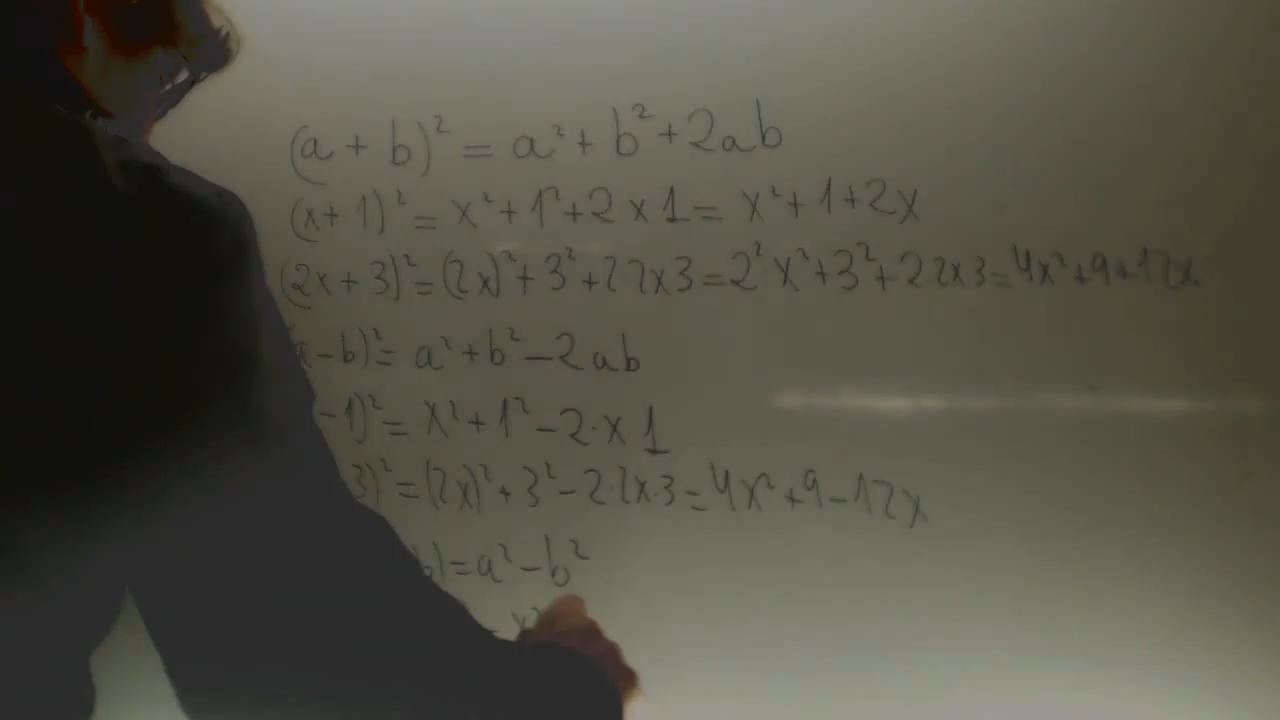 (a + b)² = a² + b² + 2ab
(x + 1)² = x² + 1² + 2 x 1 = x² + 1 + 2x
(2x + 3)² = (2x)² + 3² + 2 2x 3 = 2² x² + 3² + 2 2x 3 = 4x² + 9 + 12x
- b)² = a² + b² - 2ab
- 1)² = x² + 1² - 2·x 1
3)² = (2x)² + 3² - 2·2x·3 = 4x² + 9 - 12x
b) = a² - b²